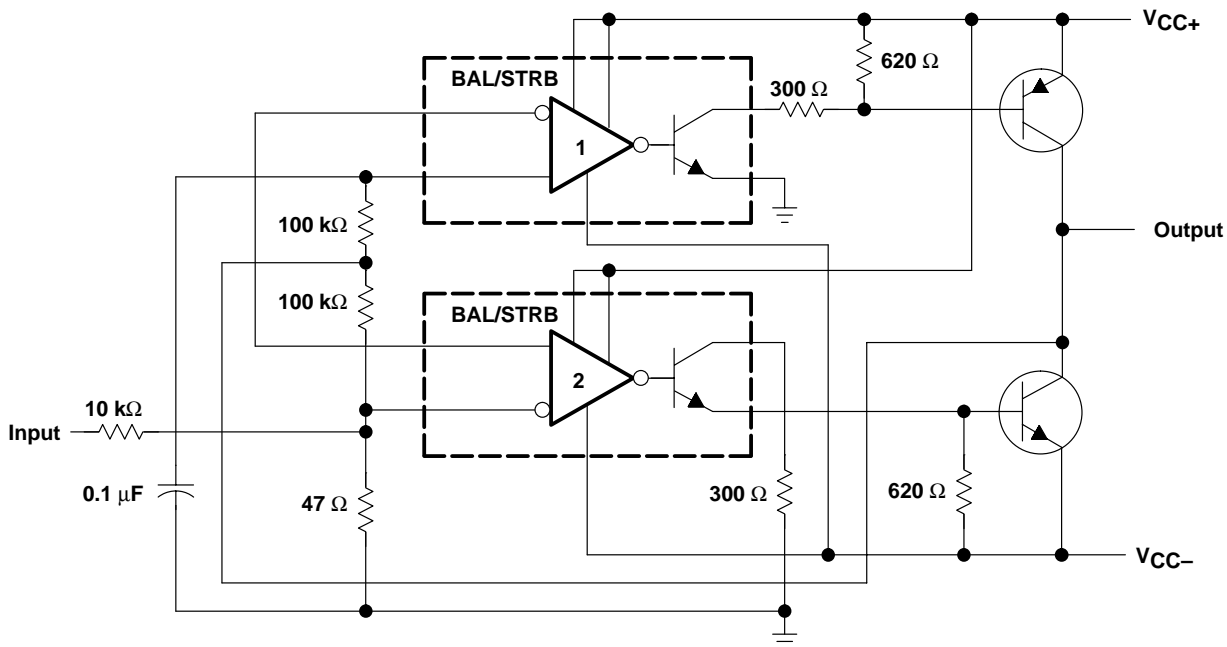 VCC+
BAL/STRB
620 Ω
300 Ω
1
100 kΩ
Output
100 kΩ
BAL/STRB
2
10 kΩ
Input
0.1 μF
47 Ω
300 Ω
620 Ω
VCC–